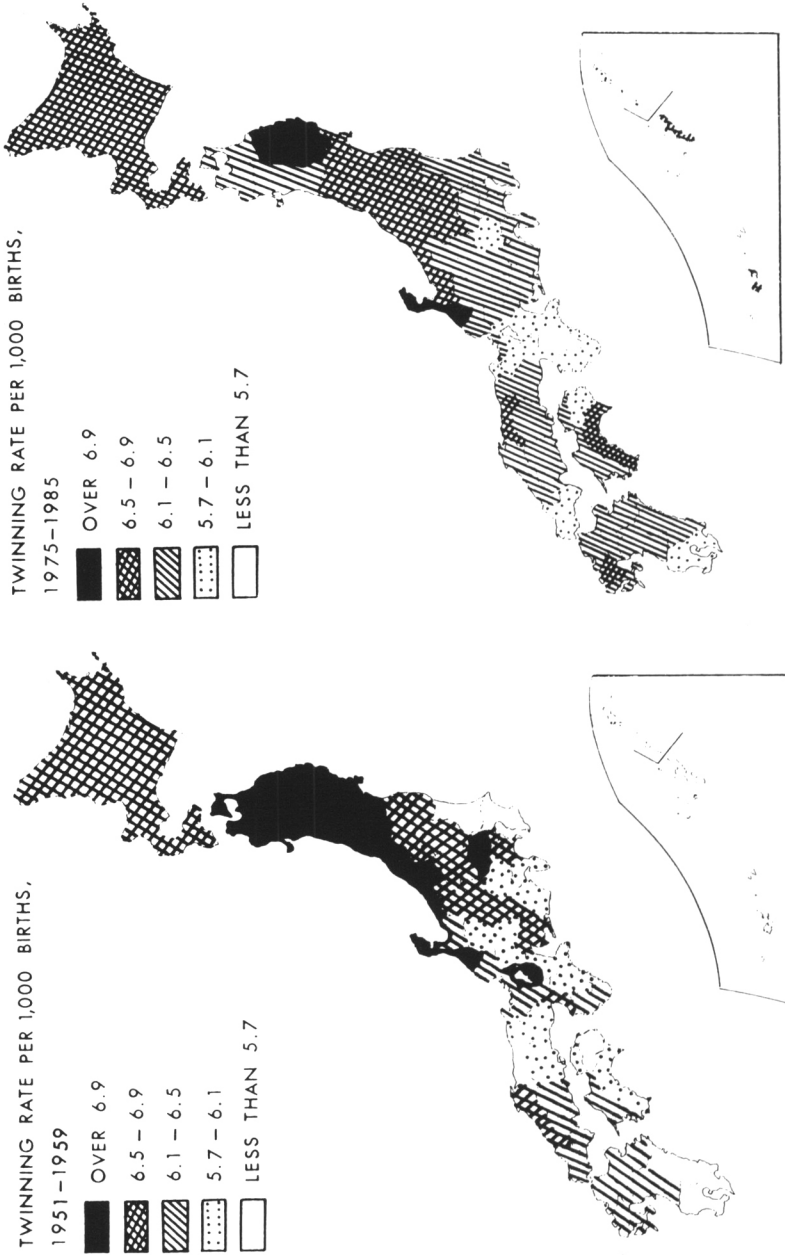 TWINNING RATE PER 1,000 BIRTHS,
1951–1959
OVER 6.9
6.5 – 6.9
6.1 – 6.5
5.7 – 6.1
LESS THAN 5.7
TWINNING RATE PER 1,000 BIRTHS,
1975–1985
OVER 6.9
6.5 – 6.9
6.1 – 6.5
5.7 – 6.1
LESS THAN 5.7